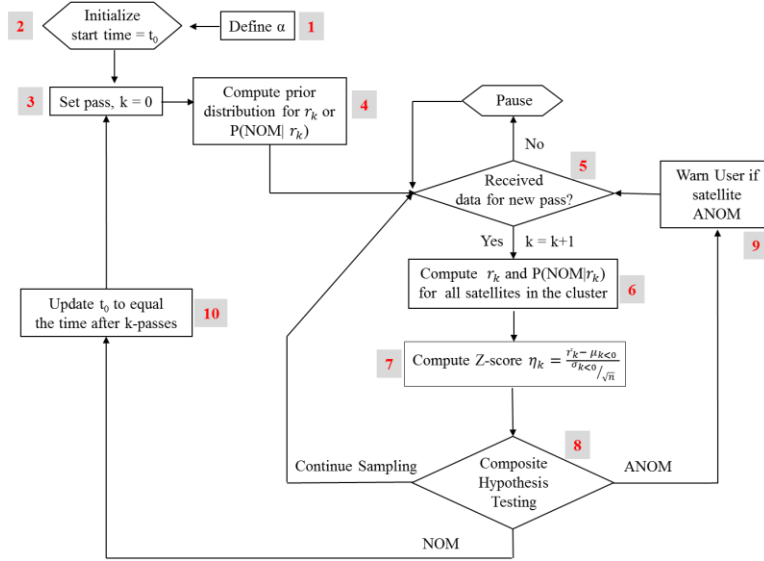 2
Initialize
start time = t₀
Define α
1
3
Set pass, k = 0
Compute prior
distribution for rₖ or
P(NOM| rₖ)
4
Pause
No
5
Received
data for new pass?
Warn User if
satellite
ANOM
9
Yes
k = k+1
Compute rₖ and P(NOM|rₖ)
for all satellites in the cluster
6
Update t₀ to equal
the time after k-passes
10
7
Compute Z-score ηₖ = (rₖ − μₖ<₀) / (σₖ<₀/√n)
8
Continue Sampling
Composite
Hypothesis
Testing
ANOM
NOM